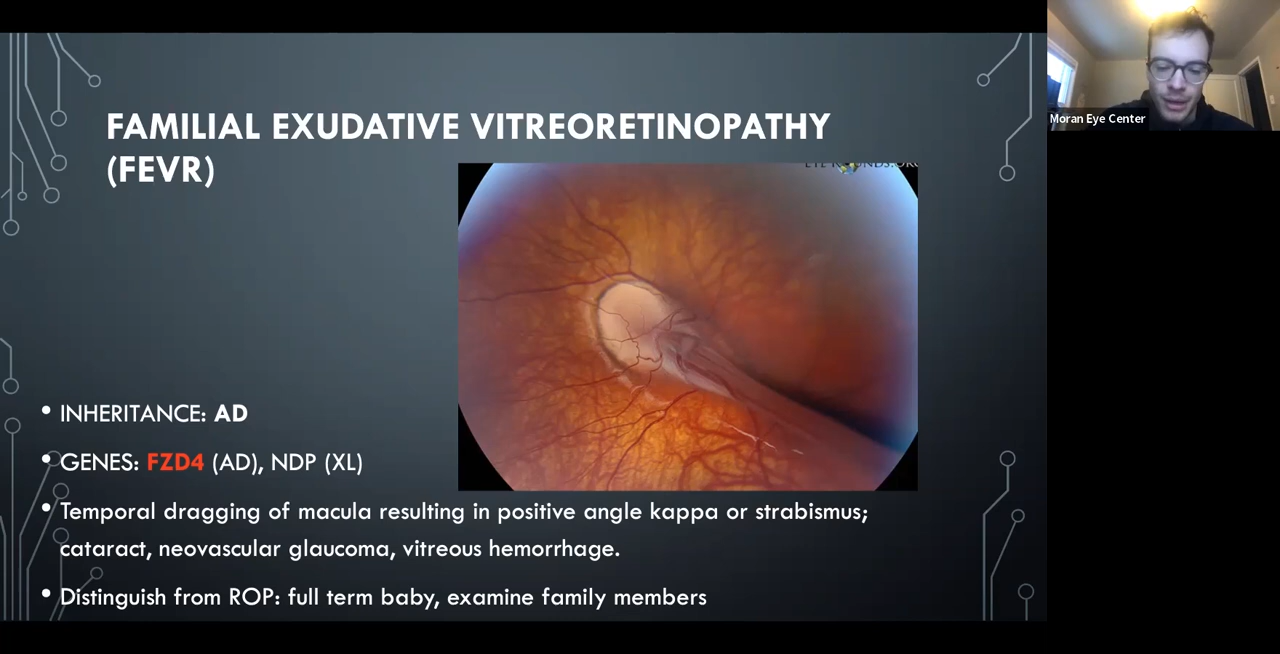 FAMILIAL EXUDATIVE VITREORETINOPATHY
(FEVR)
• INHERITANCE: AD
• GENES: FZD4 (AD), NDP (XL)
• Temporal dragging of macula resulting in positive angle kappa or strabismus;
cataract, neovascular glaucoma, vitreous hemorrhage.
• Distinguish from ROP: full term baby, examine family members
Moran Eye Center